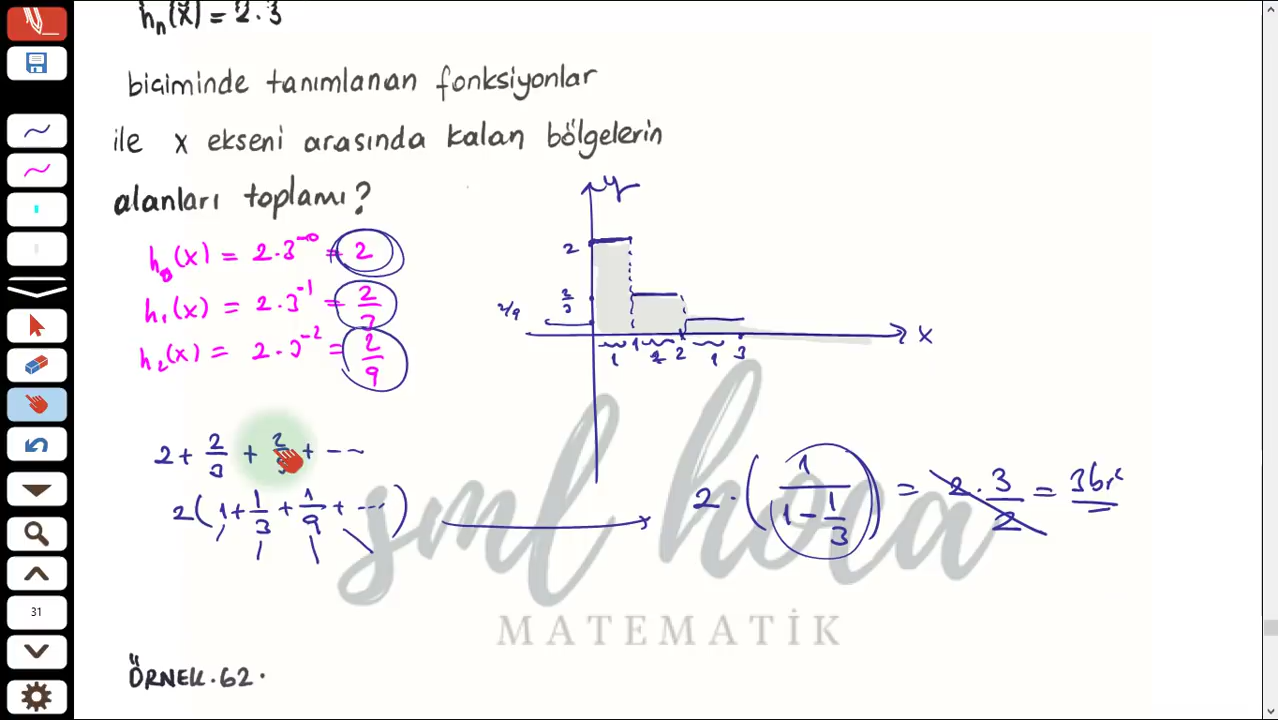 hₙ(x) = 2.3
biçiminde tanımlanan fonksiyonlar
ile x ekseni arasında kalan bölgelerin
alanları toplamı?
h₀(x) = 2.3⁻⁰ = 2
h₁(x) = 2.3⁻¹ = 2/3
h₂(x) = 2.3⁻² = 2/9
y
2
2/3
2/9
x
1 2 3
1 1
2 + 2/3 + 2/9 + ...
2(1 + 1/3 + 1/9 + ...)
2 . (1/(1 - 1/3)) = 2 . 3/2 = 3br²
sml hoca
MATEMATİK
ÖRNEK.62.
31